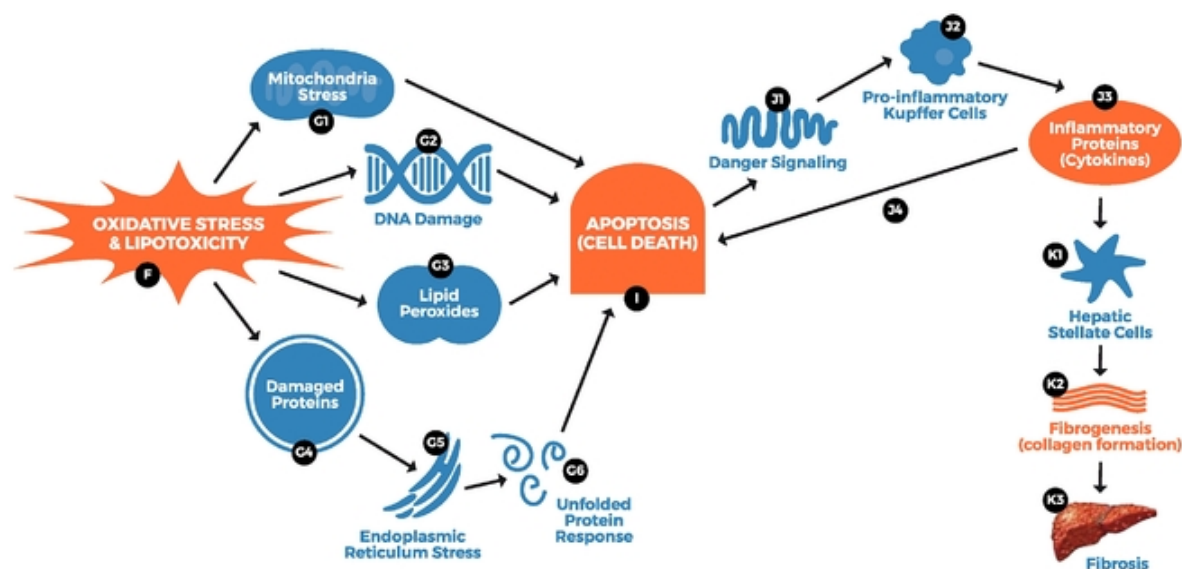 Mitochondria
Stress
G1
G2
DNA Damage
OXIDATIVE STRESS
& LIPOTOXICITY
F
G3
Lipid
Peroxides
Damaged
Proteins
G4
G5
Endoplasmic
Reticulum Stress
G6
Unfolded
Protein
Response
APOPTOSIS
(CELL DEATH)
I
J1
Danger Signaling
J2
Pro-inflammatory
Kupffer Cells
J3
Inflammatory
Proteins
(Cytokines)
J4
K1
Hepatic
Stellate Cells
K2
Fibrogenesis
(collagen formation)
K3
Fibrosis